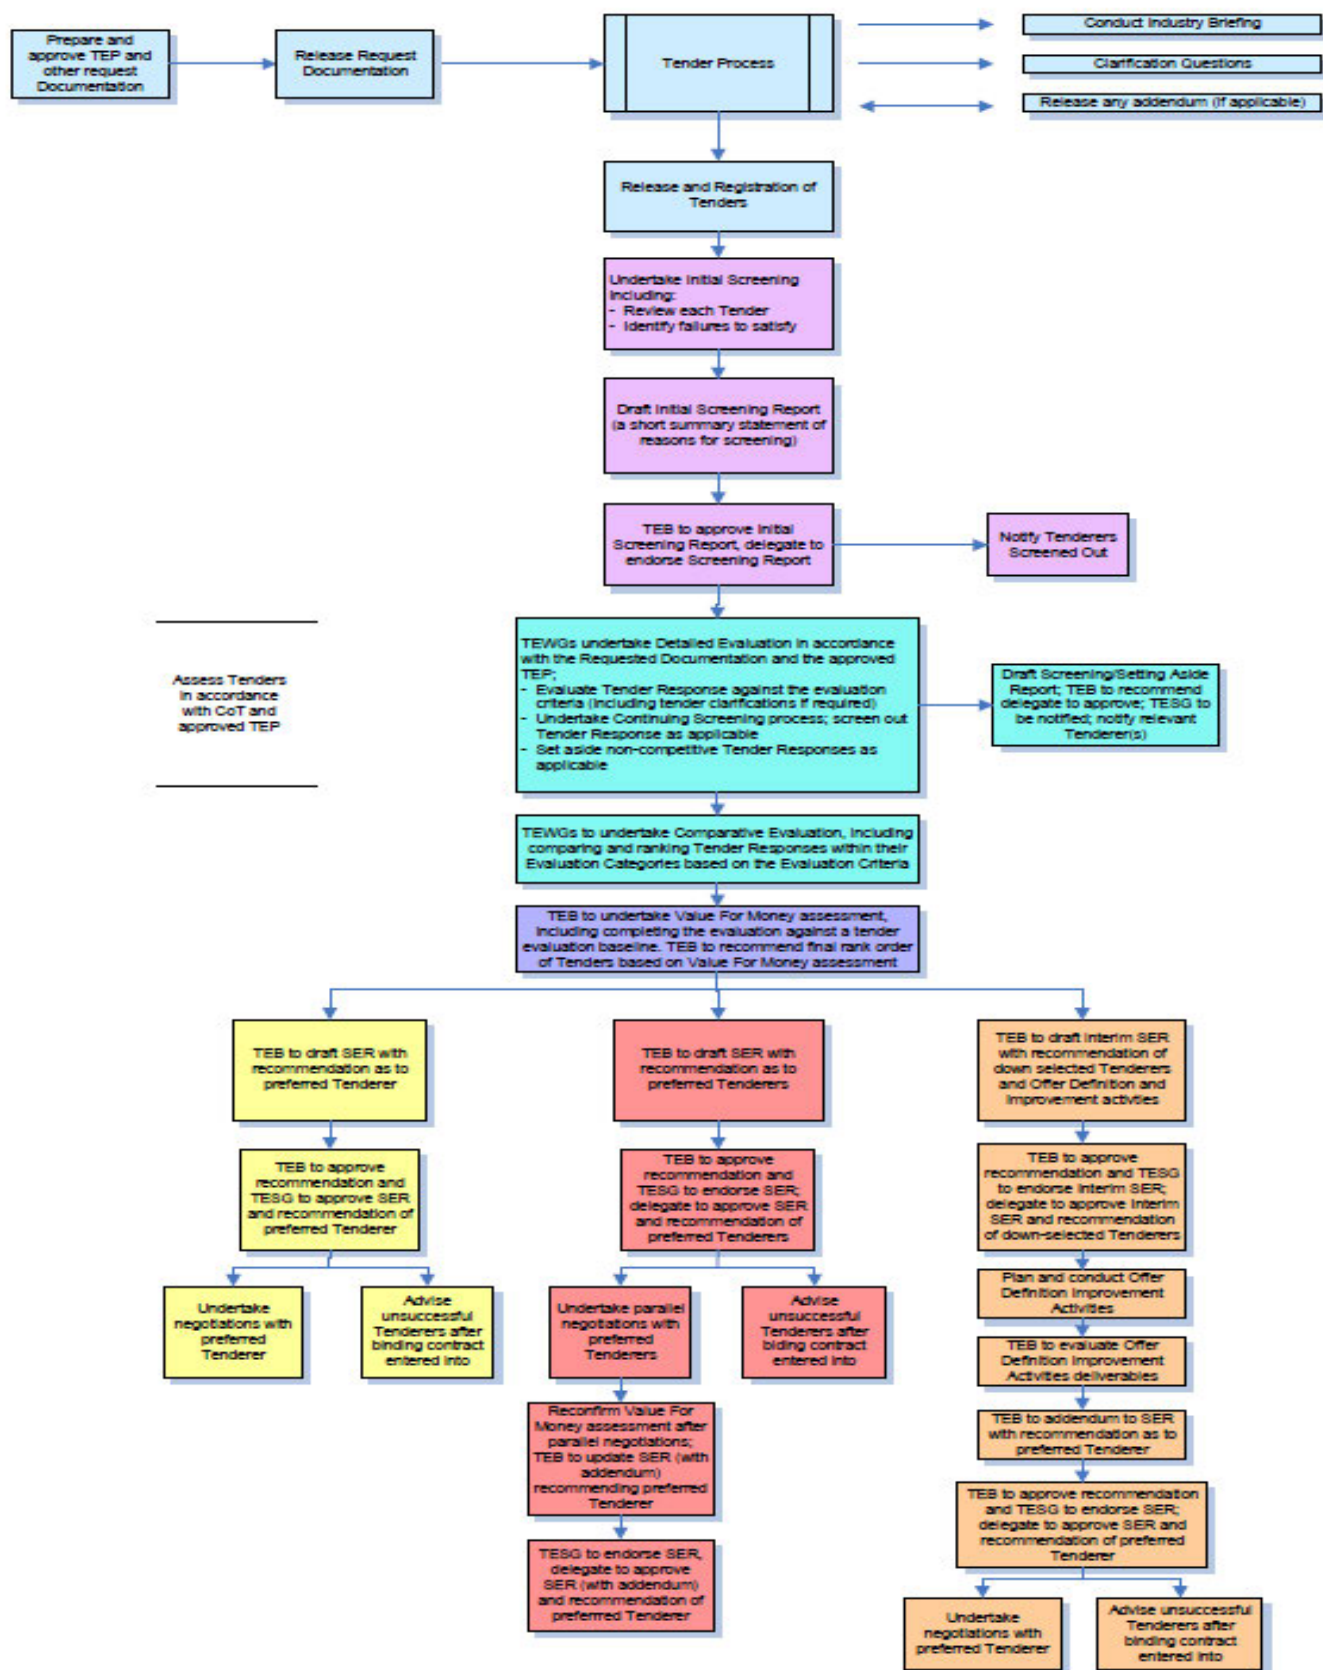 Prepare and
approve TEP and
other request
Documentation
Release Request
Documentation
Tender Process
Conduct Industry Briefing
Clarification Questions
Release any addendum (if applicable)
Release and Registration of
Tenders
Undertake Initial Screening
Including:
- Review each Tender
- Identify failures to satisfy
Draft Initial Screening Report
(a short summary statement of
reasons for screening)
TEB to approve Initial
Screening Report, delegate to
endorse Screening Report
Notify Tenderers
Screened Out
Assess Tenders
in accordance
with CoT and
approved TEP
TEWGs undertake Detailed Evaluation in accordance
with the Requested Documentation and the approved
TEP;
- Evaluate Tender Response against the evaluation
criteria (including tender clarifications if required)
- Undertake Continuing Screening process; screen out
Tender Response as applicable
- Set aside non-competitive Tender Responses as
applicable
Draft Screening/Setting Aside
Report; TEB to recommend
delegate to approve; TESG to
be notified; notify relevant
Tenderer(s)
TEWGs to undertake Comparative Evaluation, including
comparing and ranking Tender Responses within their
Evaluation Categories based on the Evaluation Criteria
TEB to undertake Value For Money assessment,
including completing the evaluation against a tender
evaluation baseline. TEB to recommend final rank order
of Tenders based on Value For Money assessment
TEB to draft SER with
recommendation as to
preferred Tenderer
TEB to draft SER with
recommendation as to
preferred Tenderers
TEB to draft Interim SER
with recommendation of
down selected Tenderers
and Offer Definition and
Improvement activties
TEB to approve
recommendation and
TESG to approve SER
and recommendation of
preferred Tenderer
TEB to approve
recommendation and
TESG to endorse SER;
delegate to approve SER
and recommendation of
preferred Tenderers
TEB to approve
recommendation and TESG
to endorse Interim SER;
delegate to approve Interim
SER and recommendation
of down-selected Tenderers
Undertake
negotiations with
preferred
Tenderer
Advise
unsuccessful
Tenderers after
binding contract
entered into
Undertake parallel
negotiations with
preferred
Tenderers
Advise
unsuccessful
Tenderers after
biding contract
entered into
Plan and conduct Offer
Definition Improvement
Activities
TEB to evaluate Offer
Definition Improvement
Activities deliverables
Reconfirm Value For
Money assessment after
parallel negotiations;
TEB to update SER (with
addendum)
recommending preferred
Tenderer
TEB to addendum to SER
with recommendation as to
preferred Tenderer
TEB to approve recommendation
and TESG to endorse SER;
delegate to approve SER and
recommendation of preferred
Tenderer
TESG to endorse SER,
delegate to approve
SER (with addendum)
and recommendation of
preferrred Tenderer
Undertake
negotiations with
preferred Tenderer
Advise unsuccessful
Tenderers after
binding contract
entered into